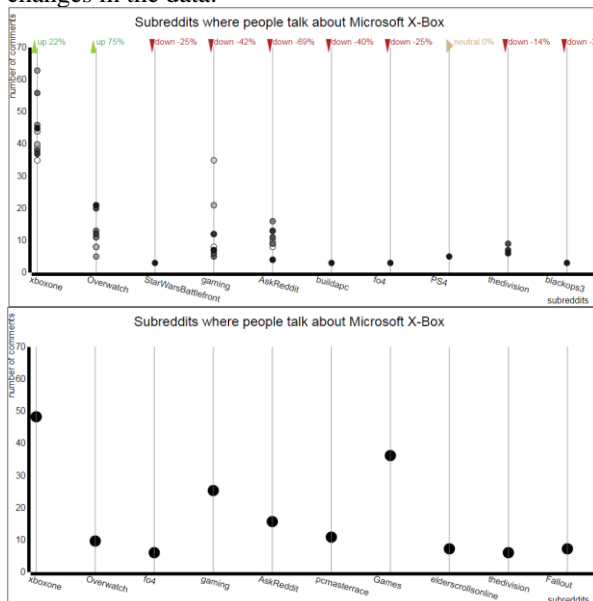 changes in the data.
Subreddits where people talk about Microsoft X-Box
up 22% up 75% down -25% down -42% down -69% down -40% down -25% neutral 0% down -14%
number of comments
70
60
50
40
30
20
10
0
xboxone Overwatch StarWarsBattlefront gaming AskReddit buildapc fo4 PS4 thedivision blackops3
subreddits
Subreddits where people talk about Microsoft X-Box
number of comments
70
60
50
40
30
20
10
0
xboxone Overwatch fo4 gaming AskReddit pcmasterrace Games elderscrollsonline thedivision Fallout
subreddits